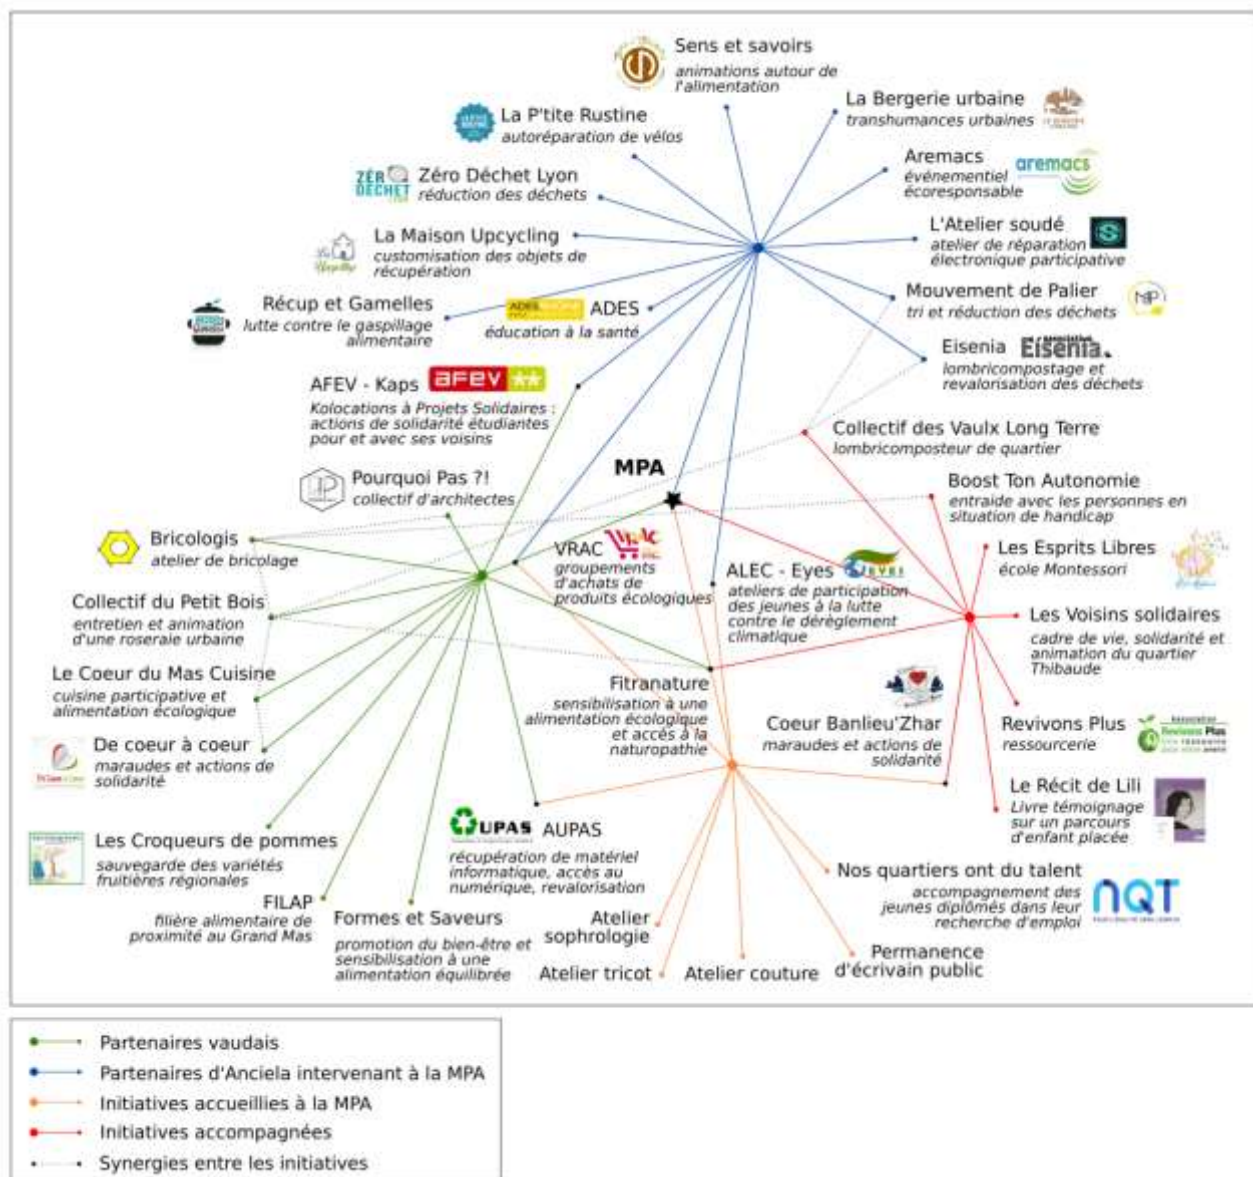 Sens et savoirs
animations autour de
l'alimentation
La Bergerie urbaine
transhumances urbaines
La P'tite Rustine
autoréparation de vélos
Aremacs
événementiel
écoresponsable
aremacs
ZÉRO
DÉCHET
Zéro Déchet Lyon
réduction des déchets
L'Atelier soudé
atelier de réparation
électronique participative
La Maison Upcycling
customisation des objets de
récupération
Récup et Gamelles
lutte contre le gaspillage
alimentaire
ADES
ADES
éducation à la santé
Mouvement de Palier
tri et réduction des déchets
Eisenia
Eisenia.
lombricompostage et
revalorisation des déchets
AFEV - Kaps
afev
Kolocations à Projets Solidaires :
actions de solidarité étudiantes
pour et avec ses voisins
Collectif des Vaulx Long Terre
lombricomposteur de quartier
MPA
Pourquoi Pas ?!
collectif d'architectes
Boost Ton Autonomie
entraide avec les personnes en
situation de handicap
Bricologis
atelier de bricolage
VRAC
VRAC
groupements
d'achats de
produits écologiques
ALEC - Eyes
EYES
ateliers de participation
des jeunes à la lutte
contre le dérèglement
climatique
Les Esprits Libres
école Montessori
Collectif du Petit Bois
entretien et animation
d'une roseraie urbaine
Les Voisins solidaires
cadre de vie, solidarité et
animation du quartier
Thibaude
Le Coeur du Mas Cuisine
cuisine participative et
alimentation écologique
Fitranature
sensibilisation à une
alimentation écologique
et accès à la
naturopathie
Coeur Banlieu'Zhar
maraudes et actions de
solidarité
Revivons Plus
ressourcerie
Revivons Plus
De coeur à coeur
maraudes et actions de
solidarité
Le Récit de Lili
Livre témoignage
sur un parcours
d'enfant placée
UPAS
AUPAS
récupération de matériel
informatique, accès au
numérique, revalorisation
Les Croqueurs de pommes
sauvegarde des variétés
fruitières régionales
Nos quartiers ont du talent
accompagnement des
jeunes diplômés dans leur
recherche d'emploi
NQT
FILAP
filière alimentaire de
proximité au Grand Mas
Formes et Saveurs
promotion du bien-être et
sensibilisation à une
alimentation équilibrée
Atelier
sophrologie
Atelier tricot
Atelier couture
Permanence
d'écrivain public
Partenaires vaudais
Partenaires d'Anciela intervenant à la MPA
Initiatives accueillies à la MPA
Initiatives accompagnées
Synergies entre les initiatives